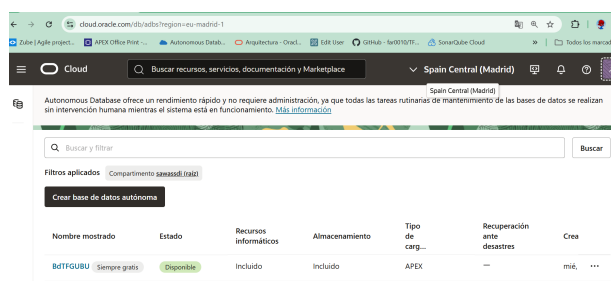 cloud.oracle.com/db/adbs?region=eu-madrid-1
Zube | Agile project... APEX Office Print -... Autonomous Datab... Arquitectura - Oracl... Edit User GitHub - far0010/TF... SonarQube Cloud » Todos los marcad
Cloud Buscar recursos, servicios, documentación y Marketplace Spain Central (Madrid)
Spain Central (Madrid)
Autonomous Database ofrece un rendimiento rápido y no requiere administración, ya que todas las tareas rutinarias de mantenimiento de las bases de datos se realizan
sin intervención humana mientras el sistema está en funcionamiento. Más información
Buscar y filtrar Buscar
Filtros aplicados Compartimento sawassdi (raíz)
Crear base de datos autónoma
Nombre mostrado Estado Recursos informáticos Almacenamiento Tipo de carg... Recuperación ante desastres Crea
BdTFGUBU Siempre gratis Disponible Incluido Incluido APEX — mié, ...